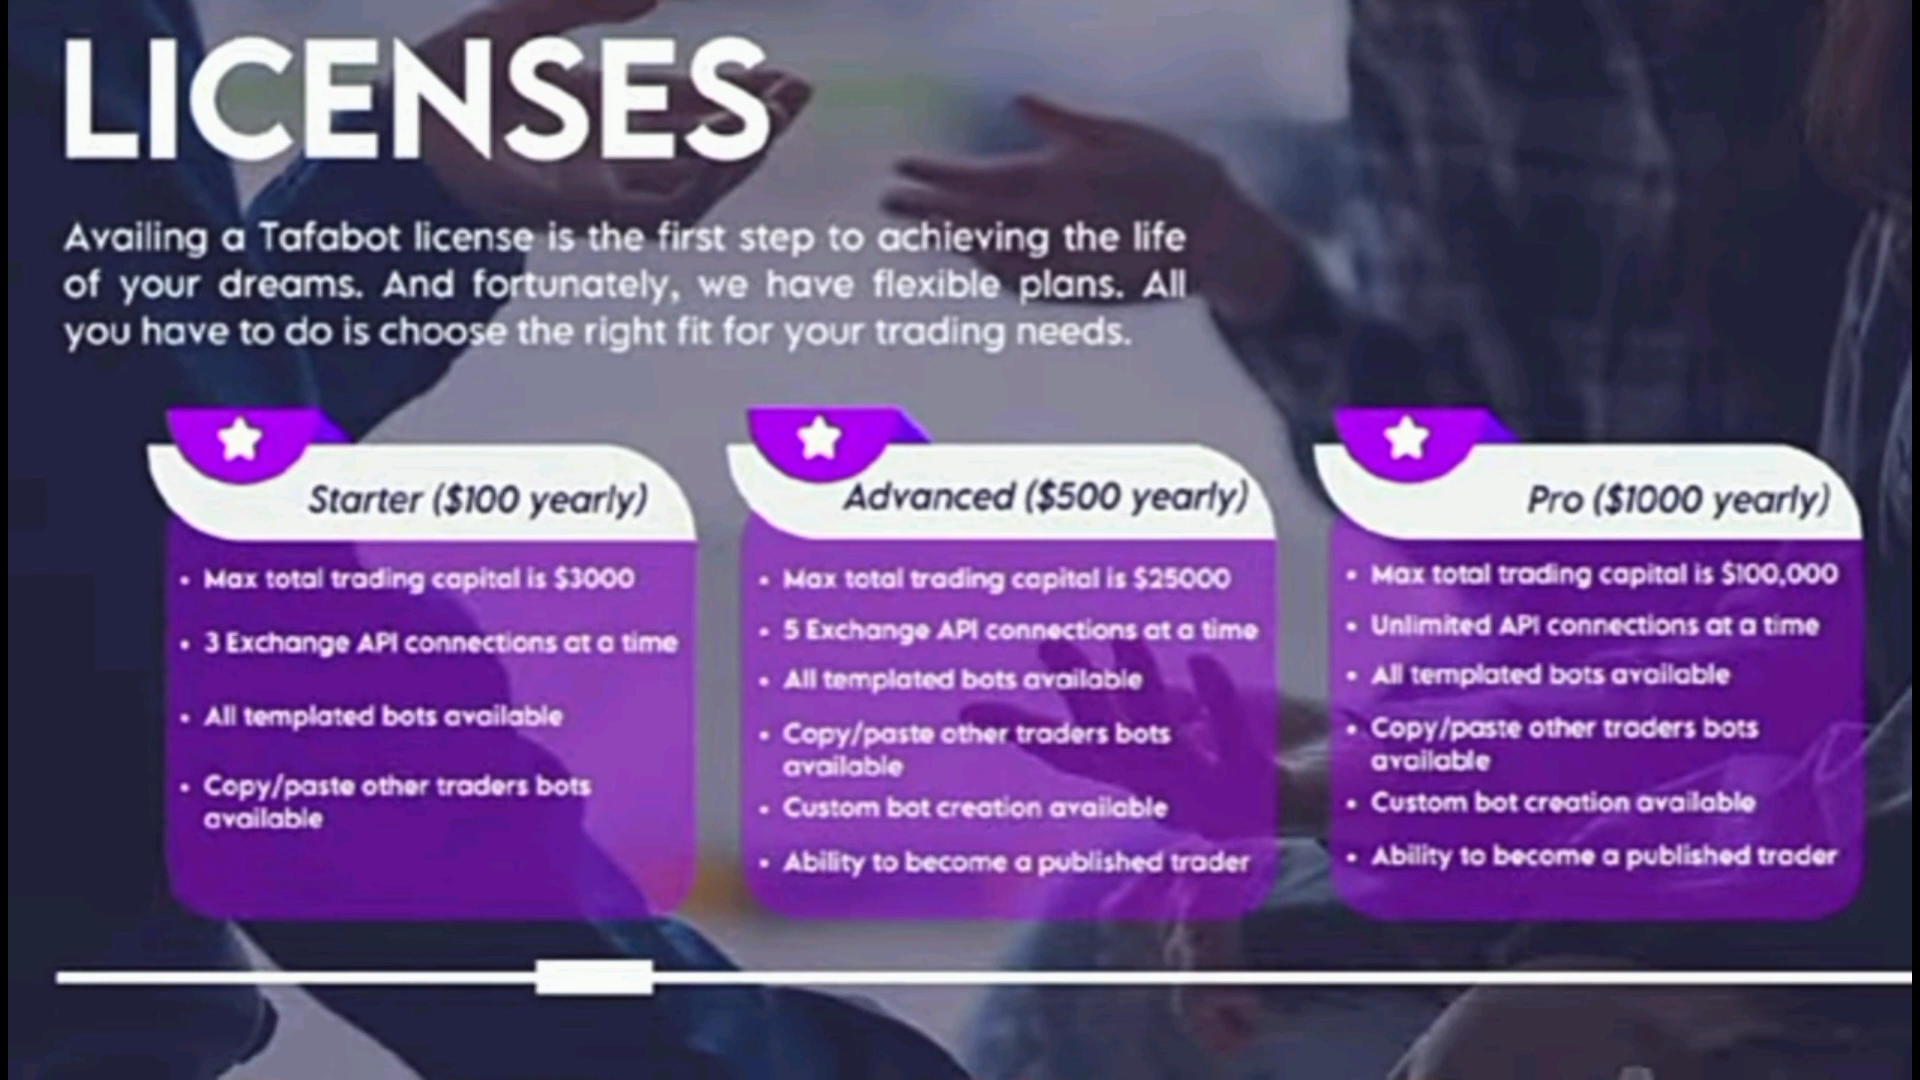 LICENSES
Availing a Tafabot license is the first step to achieving the life
of your dreams. And fortunately, we have flexible plans. All
you have to do is choose the right fit for your trading needs.
Starter ($100 yearly)
• Max total trading capital is $3000
• 3 Exchange API connections at a time
• All templated bots available
• Copy/paste other traders bots
available
Advanced ($500 yearly)
• Max total trading capital is $25000
• 5 Exchange API connections at a time
• All templated bots available
• Copy/paste other traders bots
available
• Custom bot creation available
• Ability to become a published trader
Pro ($1000 yearly)
• Max total trading capital is $100,000
• Unlimited API connections at a time
• All templated bots available
• Copy/paste other traders bots
available
• Custom bot creation available
• Ability to become a published trader